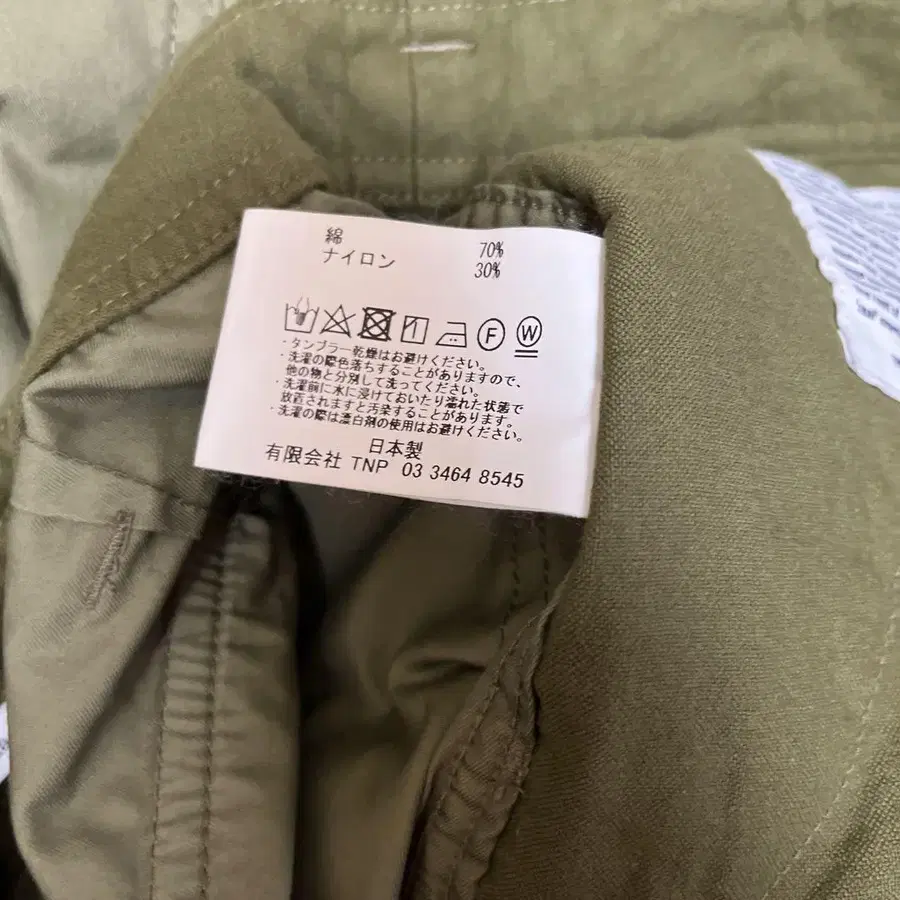 綿 70%
ナイロン 30%
F W
・タンブラー乾燥はお避けください。
・洗濯の際色落ちすることがありますので、
他の物と分別して洗ってください。
・洗濯前に水に浸けておいたり濡れた状態で
放置されますと汚染することがあります。
・洗濯の際は漂白剤の使用はお避けください。
日本製
有限会社 TNP 03 3464 8545